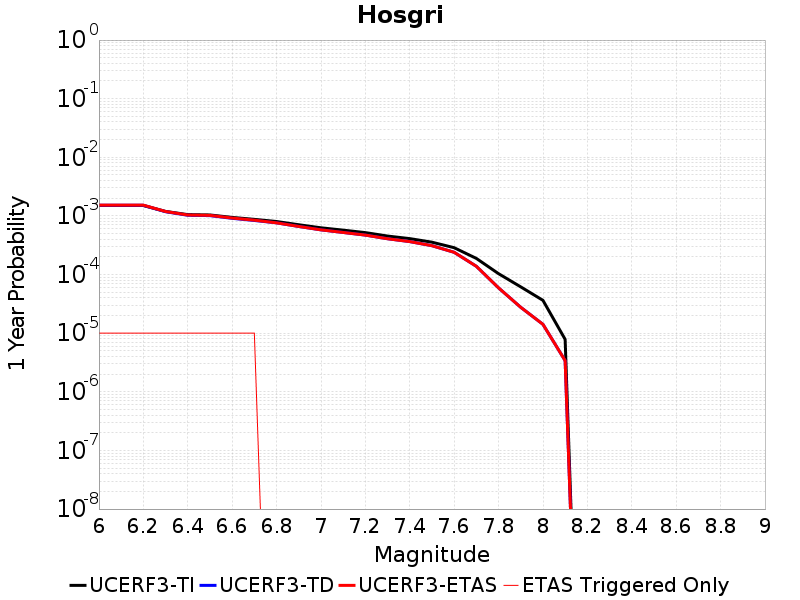 Hosgri
1 Year Probability
10^0
10^-1
10^-2
10^-3
10^-4
10^-5
10^-6
10^-7
10^-8
6 6.2 6.4 6.6 6.8 7 7.2 7.4 7.6 7.8 8 8.2 8.4 8.6 8.8 9
Magnitude
UCERF3-TI UCERF3-TD UCERF3-ETAS ETAS Triggered Only